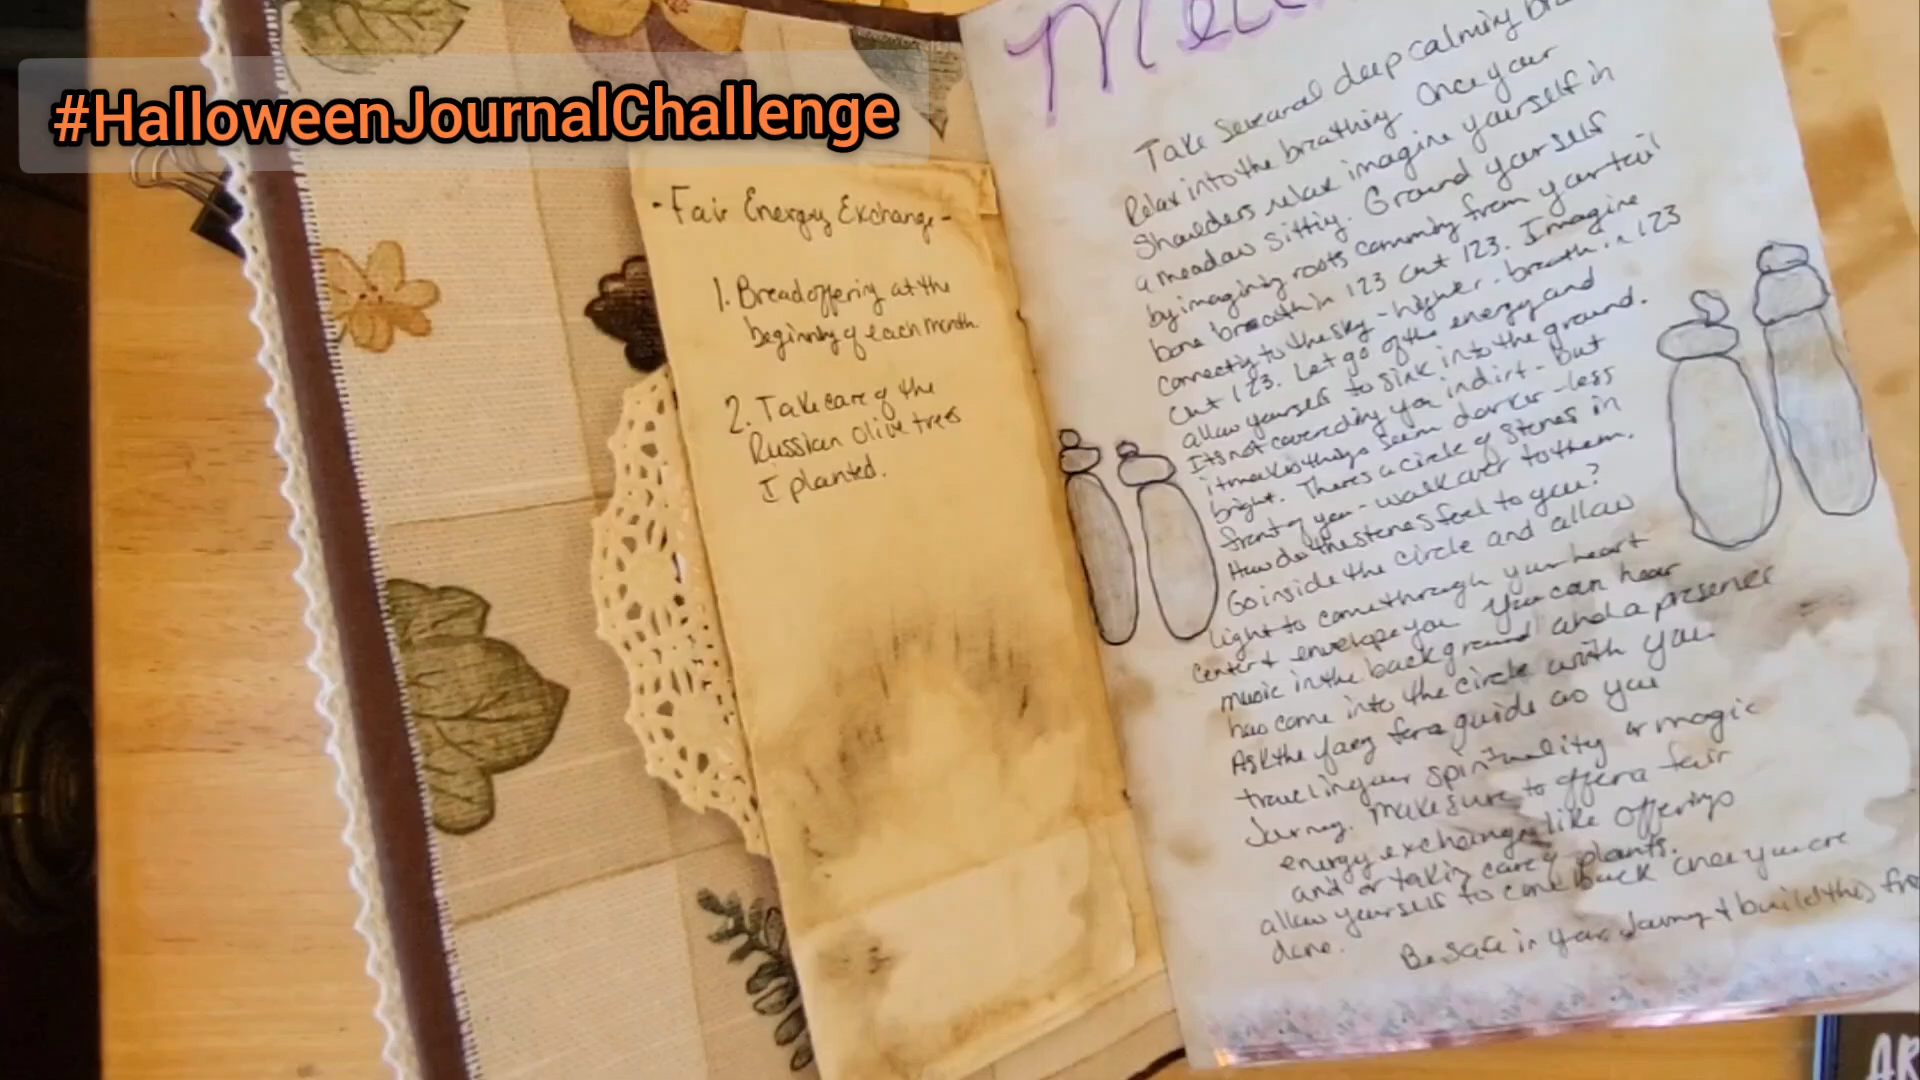 #HalloweenJournalChallenge
- Fair Energy Exchange -
1. Bread offering at the
beginning of each month.
2. Take care of the
Russian Olive trees
I planted.
Take several deep calming
Relax into the breathing Once your
Shoulders relax imagine yourself in
a meadow sitting. Ground yourself
by imagining roots coming from your tail
bone breath in 123 out 123. Imagine
connecting to the sky - higher. breath in 123
out 123. Let go of the energy and
allow yourself to sink into the ground.
Its not covereding you in dirt - But
it makes things seem darker - less
bright. There's a circle of stones in
front of you - walk over to them.
How do the stones feel to you?
Go inside the circle and allow
light to come through your heart
center & envelope you You can hear
music in the background and a presence
has come into the circle with you
Ask the faey for a guide as you
travel in your spirituality or magic
Journey. Make sure to offer a fair
energy exchange like offerings
and or taking care of plants.
allow yourself to come back once you are
done.
Be safe in your Journey & build this
AR